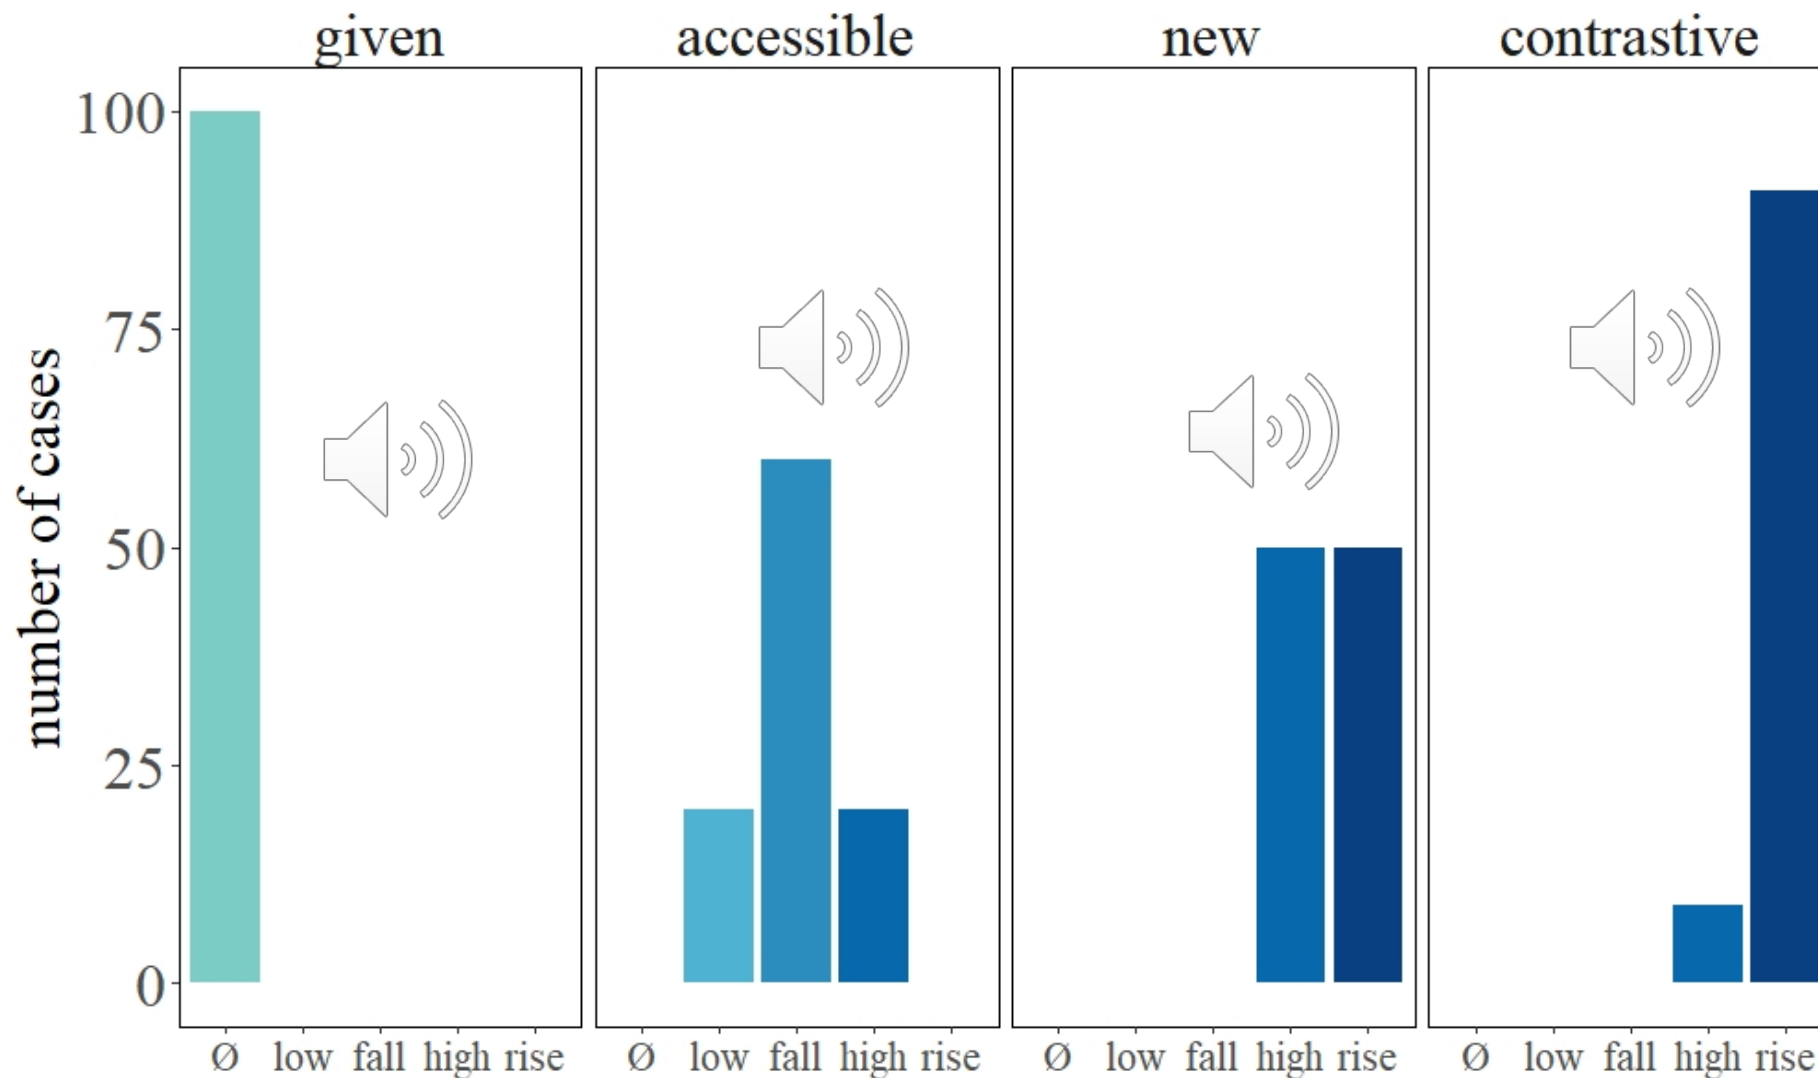 given accessible new contrastive
100
75
50
25
0
number of cases
Ø low fall high rise Ø low fall high rise Ø low fall high rise Ø low fall high rise